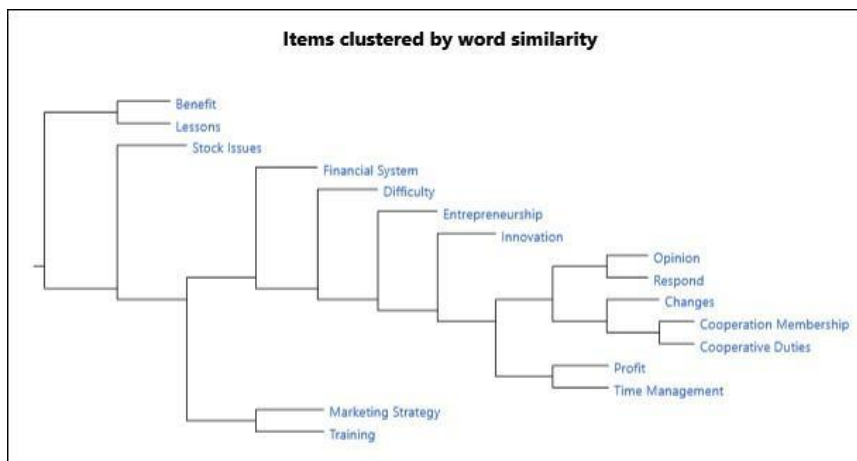 Items clustered by word similarity
Benefit
Lessons
Stock Issues
Financial System
Difficulty
Entrepreneurship
Innovation
Opinion
Respond
Changes
Cooperation Membership
Cooperative Duties
Profit
Time Management
Marketing Strategy
Training